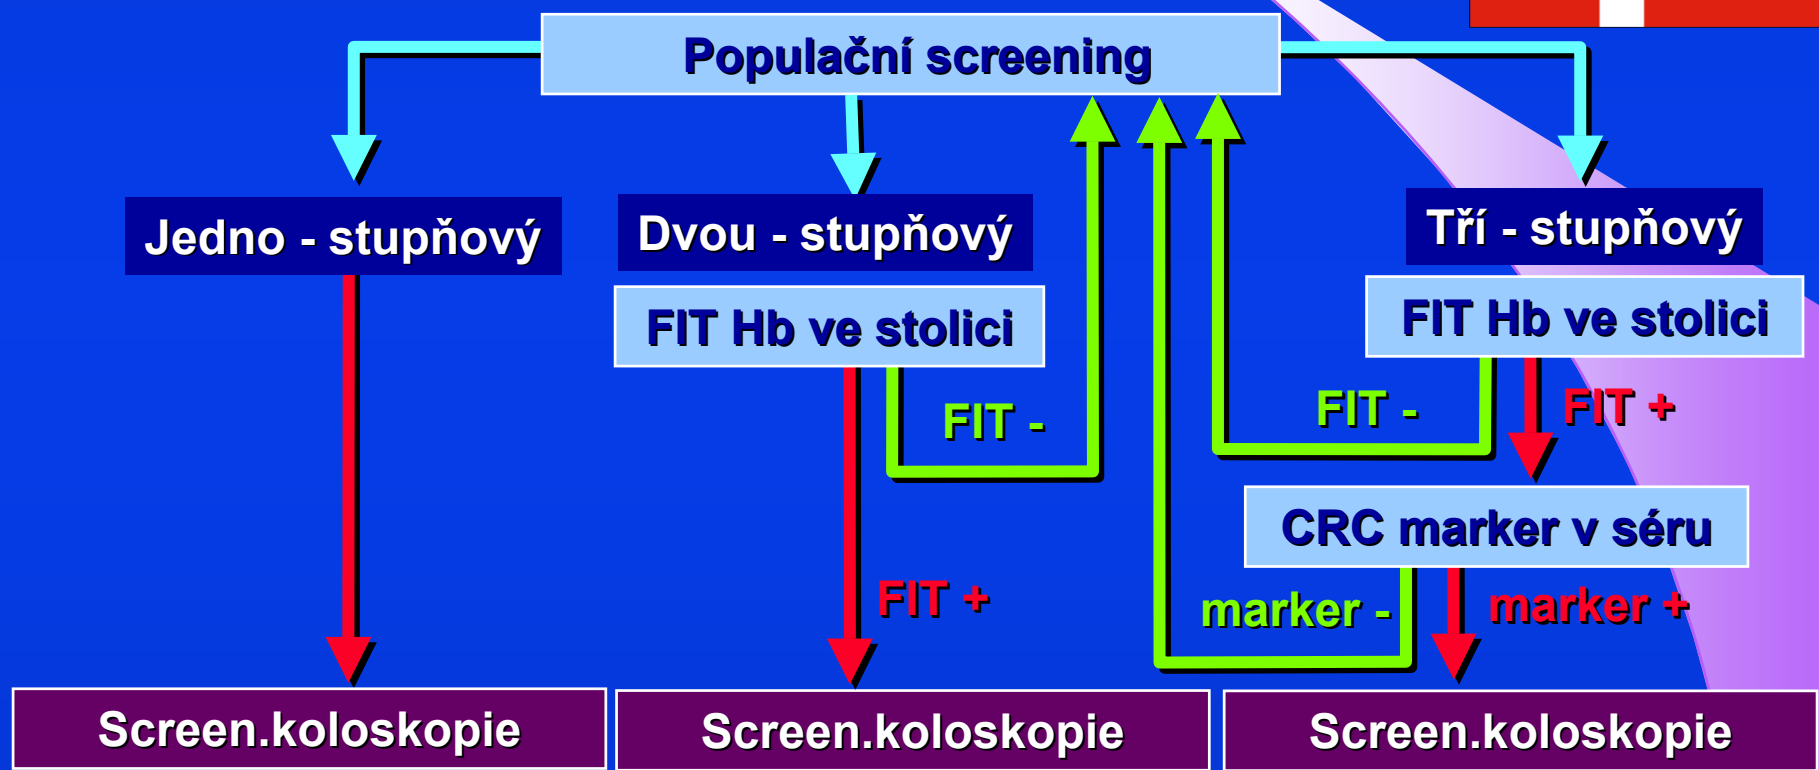 Populační screening
Jedno - stupňový
Dvou - stupňový
Tří - stupňový
FIT Hb ve stolici
FIT Hb ve stolici
FIT -
FIT -
FIT +
CRC marker v séru
FIT +
marker -
marker +
Screen.koloskopie
Screen.koloskopie
Screen.koloskopie